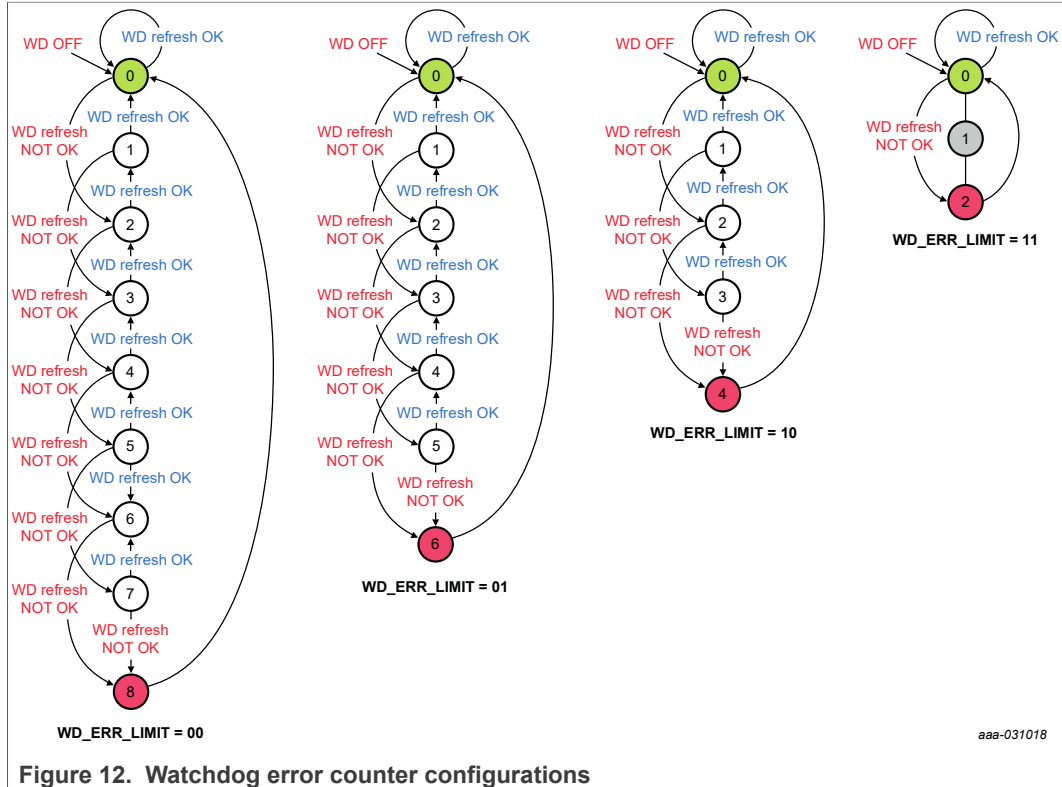 WD OFF
WD refresh OK
0
WD refresh OK
WD refresh
NOT OK
1
WD refresh OK
2
WD refresh
NOT OK
WD refresh OK
3
WD refresh
NOT OK
WD refresh OK
4
WD refresh
NOT OK
WD refresh OK
5
WD refresh
NOT OK
WD refresh OK
6
WD refresh
NOT OK
WD refresh OK
7
WD refresh
NOT OK
WD refresh
NOT OK
8
WD_ERR_LIMIT = 00
WD OFF
WD refresh OK
0
WD refresh OK
WD refresh
NOT OK
1
WD refresh OK
2
WD refresh
NOT OK
WD refresh OK
3
WD refresh
NOT OK
WD refresh OK
4
WD refresh
NOT OK
WD refresh OK
5
WD refresh
NOT OK
WD refresh
NOT OK
6
WD_ERR_LIMIT = 01
WD OFF
WD refresh OK
0
WD refresh OK
WD refresh
NOT OK
1
WD refresh OK
2
WD refresh
NOT OK
WD refresh OK
3
WD refresh
NOT OK
WD refresh
NOT OK
4
WD_ERR_LIMIT = 10
WD OFF
WD refresh OK
0
WD refresh
NOT OK
1
2
WD_ERR_LIMIT = 11
aaa-031018
Figure 12. Watchdog error counter configurations